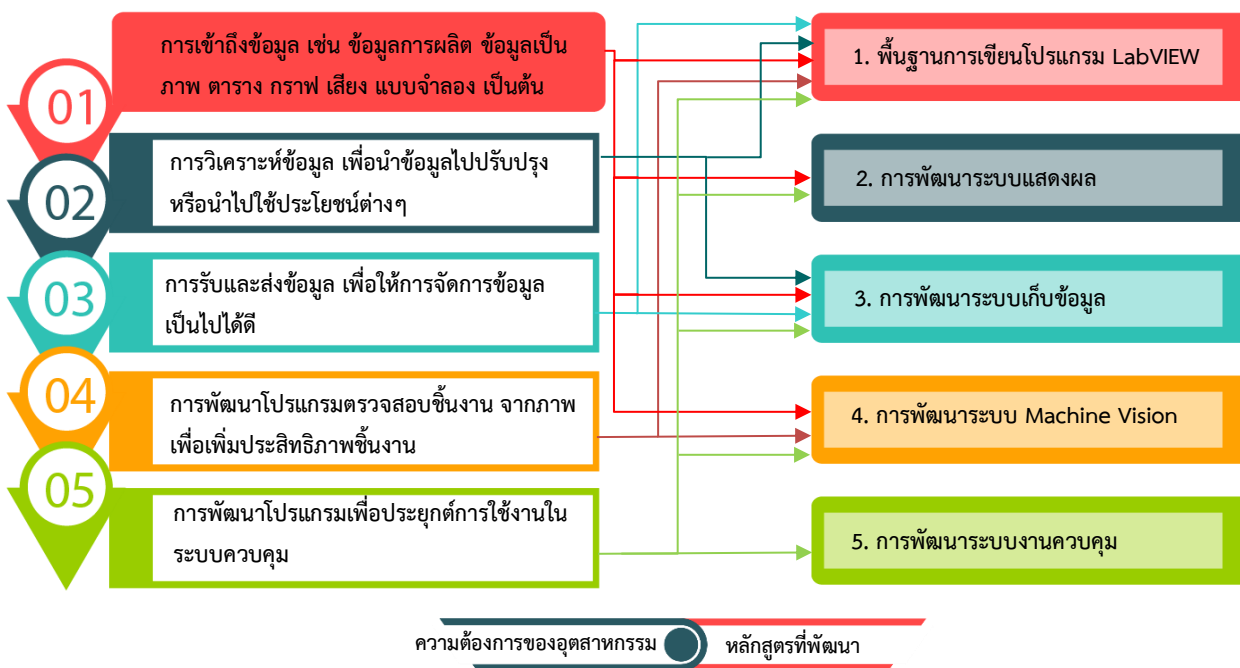 01
การเข้าถึงข้อมูล เช่น ข้อมูลการผลิต ข้อมูลเป็น
ภาพ ตาราง กราฟ เสียง แบบจำลอง เป็นต้น
02
การวิเคราะห์ข้อมูล เพื่อนำข้อมูลไปปรับปรุง
หรือนำไปใช้ประโยชน์ต่างๆ
03
การรับและส่งข้อมูล เพื่อให้การจัดการข้อมูล
เป็นไปได้ดี
04
การพัฒนาโปรแกรมตรวจสอบชิ้นงาน จากภาพ
เพื่อเพิ่มประสิทธิภาพชิ้นงาน
05
การพัฒนาโปรแกรมเพื่อประยุกต์การใช้งานใน
ระบบควบคุม
1. พื้นฐานการเขียนโปรแกรม LabVIEW
2. การพัฒนาระบบแสดงผล
3. การพัฒนาระบบเก็บข้อมูล
4. การพัฒนาระบบ Machine Vision
5. การพัฒนาระบบงานควบคุม
ความต้องการของอุตสาหกรรม
หลักสูตรที่พัฒนา